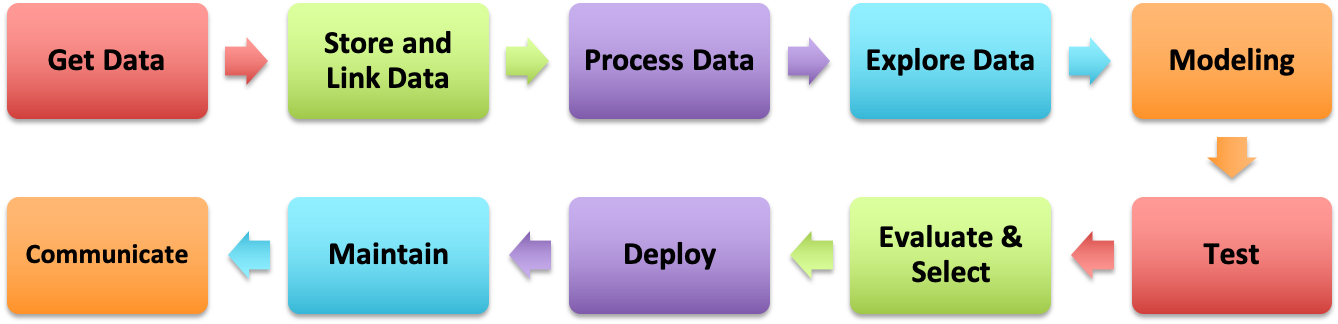 Get Data
Store and
Link Data
Process Data
Explore Data
Modeling
Test
Evaluate &
Select
Deploy
Maintain
Communicate